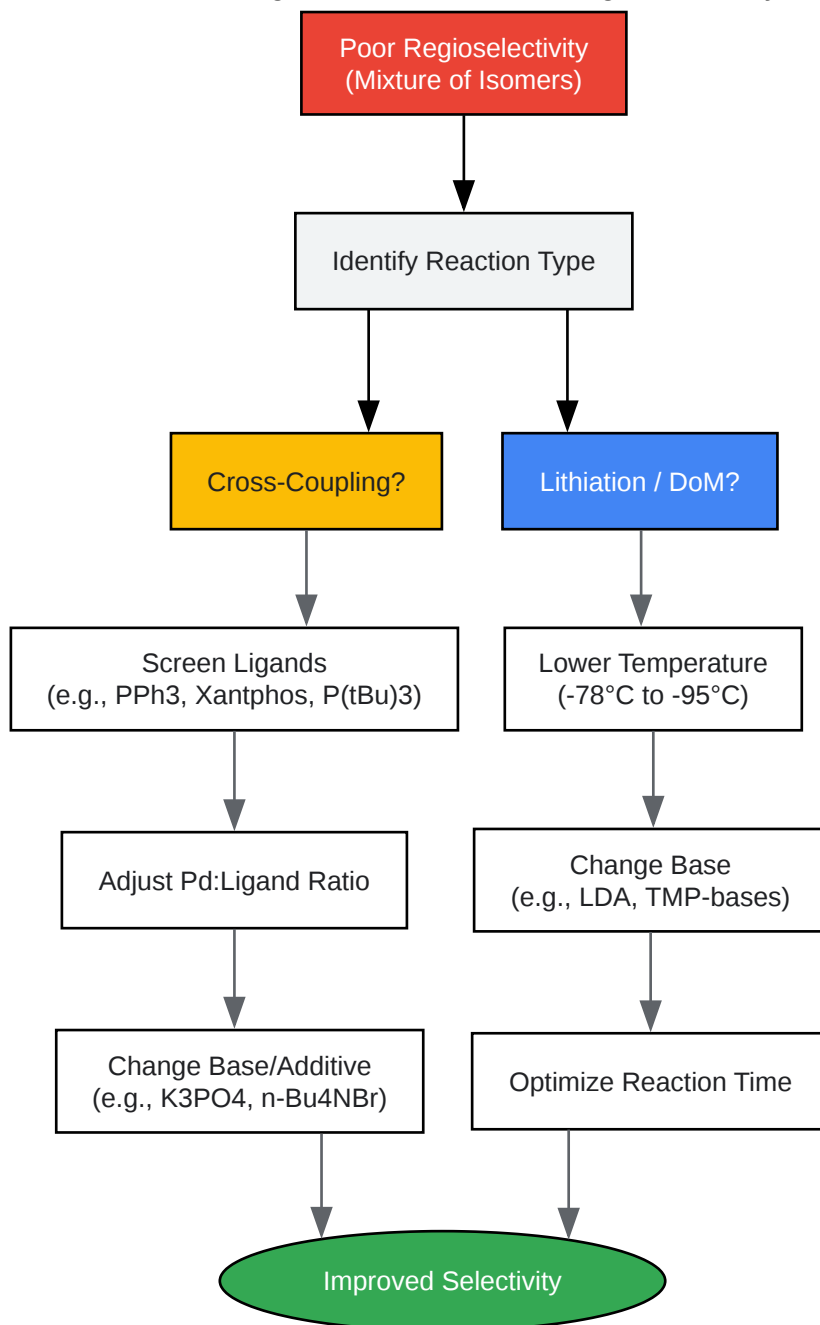 Poor Regioselectivity
(Mixture of Isomers)
Identify Reaction Type
Cross-Coupling?
Lithiation / DoM?
Screen Ligands
(e.g., PPh3, Xantphos, P(tBu)3)
Lower Temperature
(-78°C to -95°C)
Adjust Pd:Ligand Ratio
Change Base
(e.g., LDA, TMP-bases)
Change Base/Additive
(e.g., K3PO4, n-Bu4NBr)
Optimize Reaction Time
Improved Selectivity